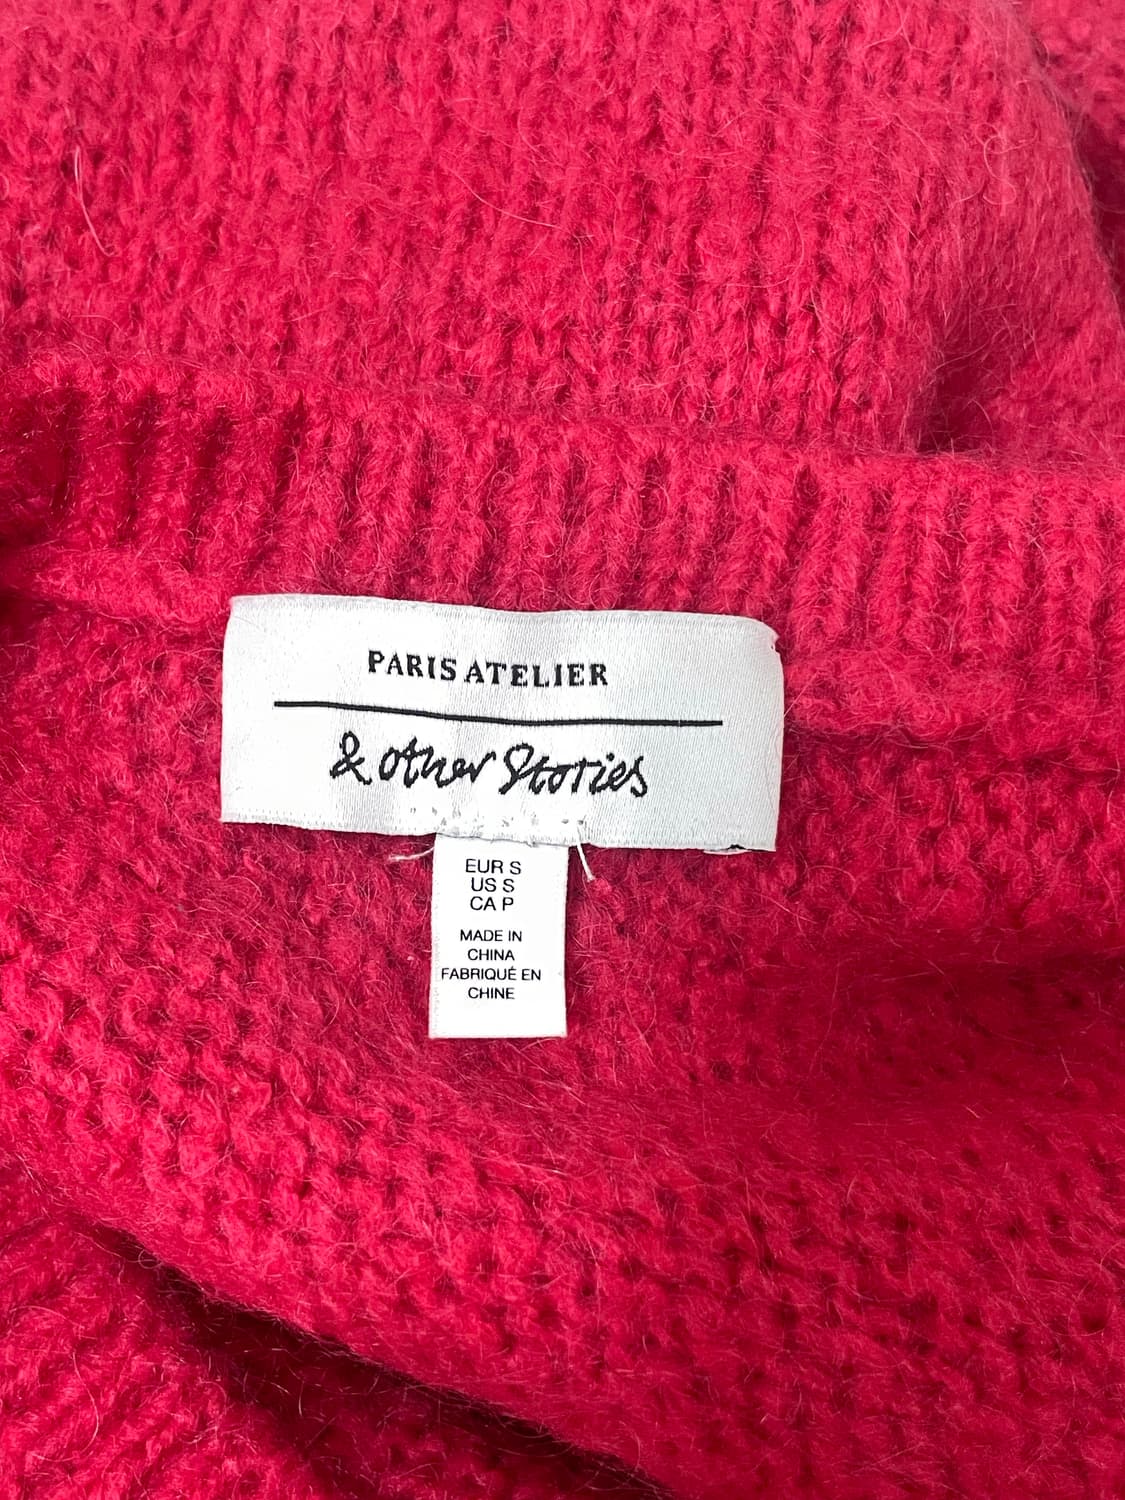 PARIS ATELIER
& other Stories
EUR S
US S
CA P
MADE IN
CHINA
FABRIQUÉ EN
CHINE